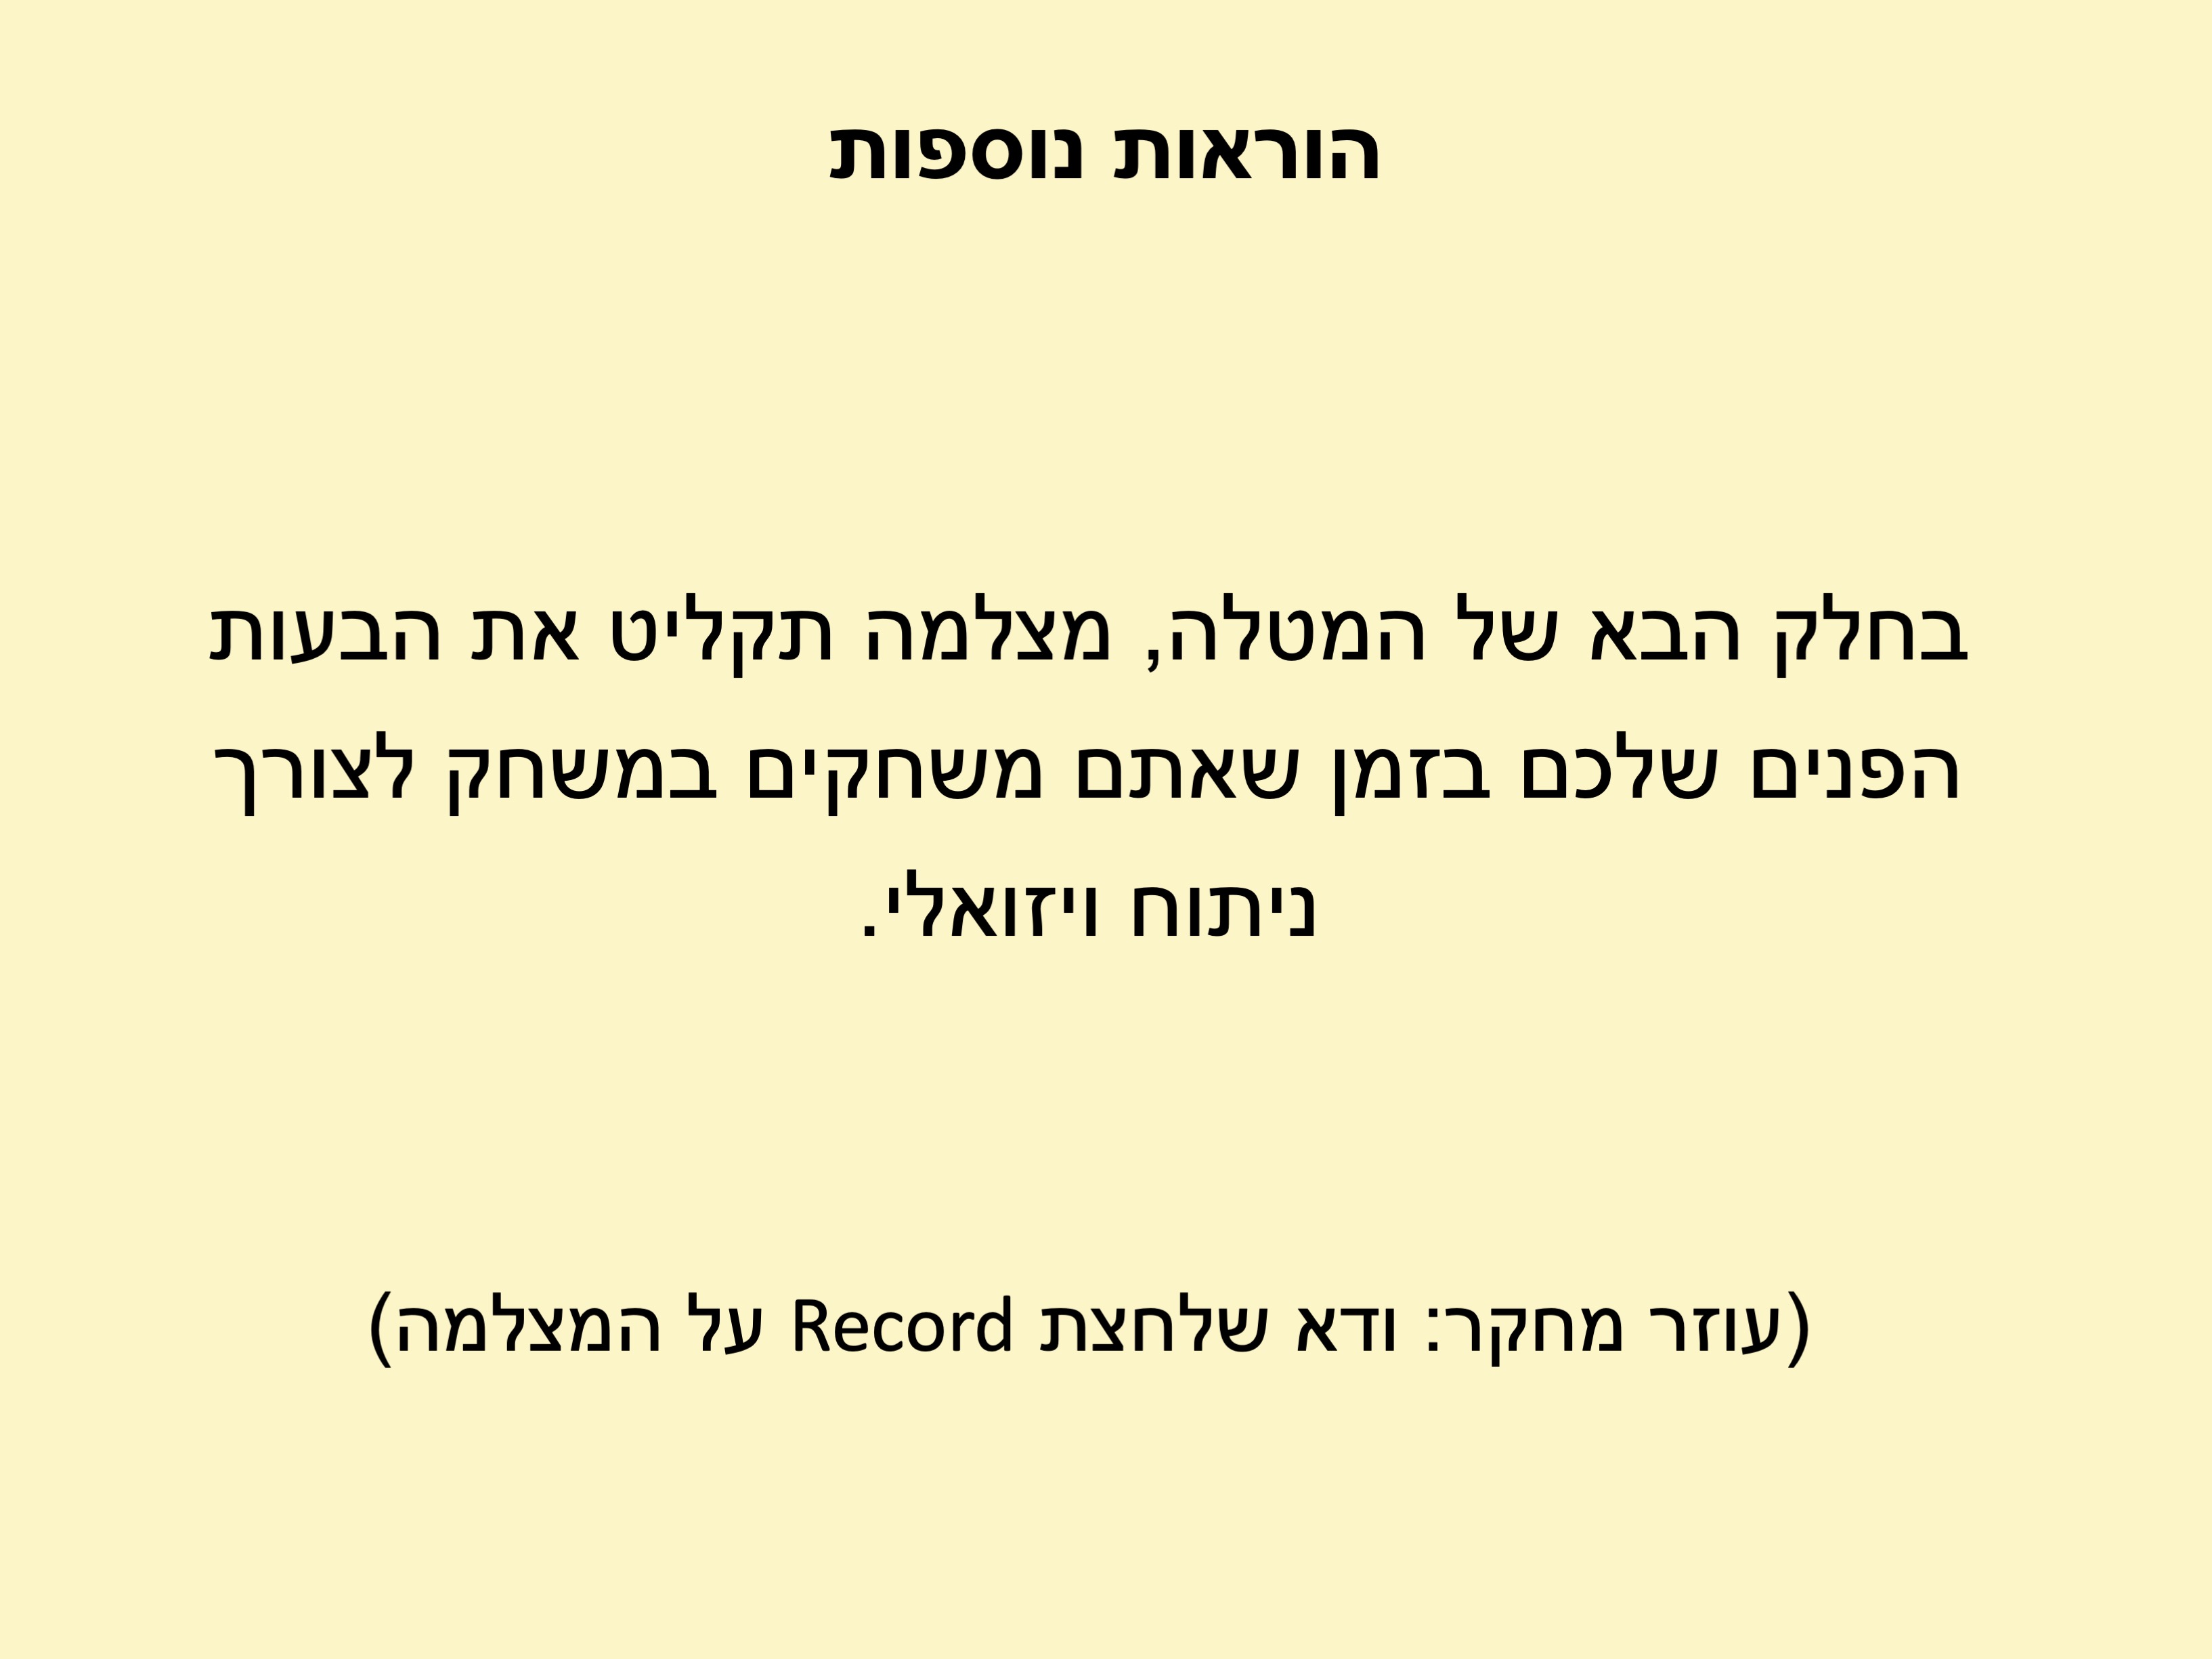 הוראות נוספות
בחלק הבא של המטלה, מצלמה תקליט את הבעות
הפנים שלכם בזמן שאתם משחקים במשחק לצורך
ניתוח ויזואלי.
(עוזר מחקר: ודא שלחצת Record על המצלמה)